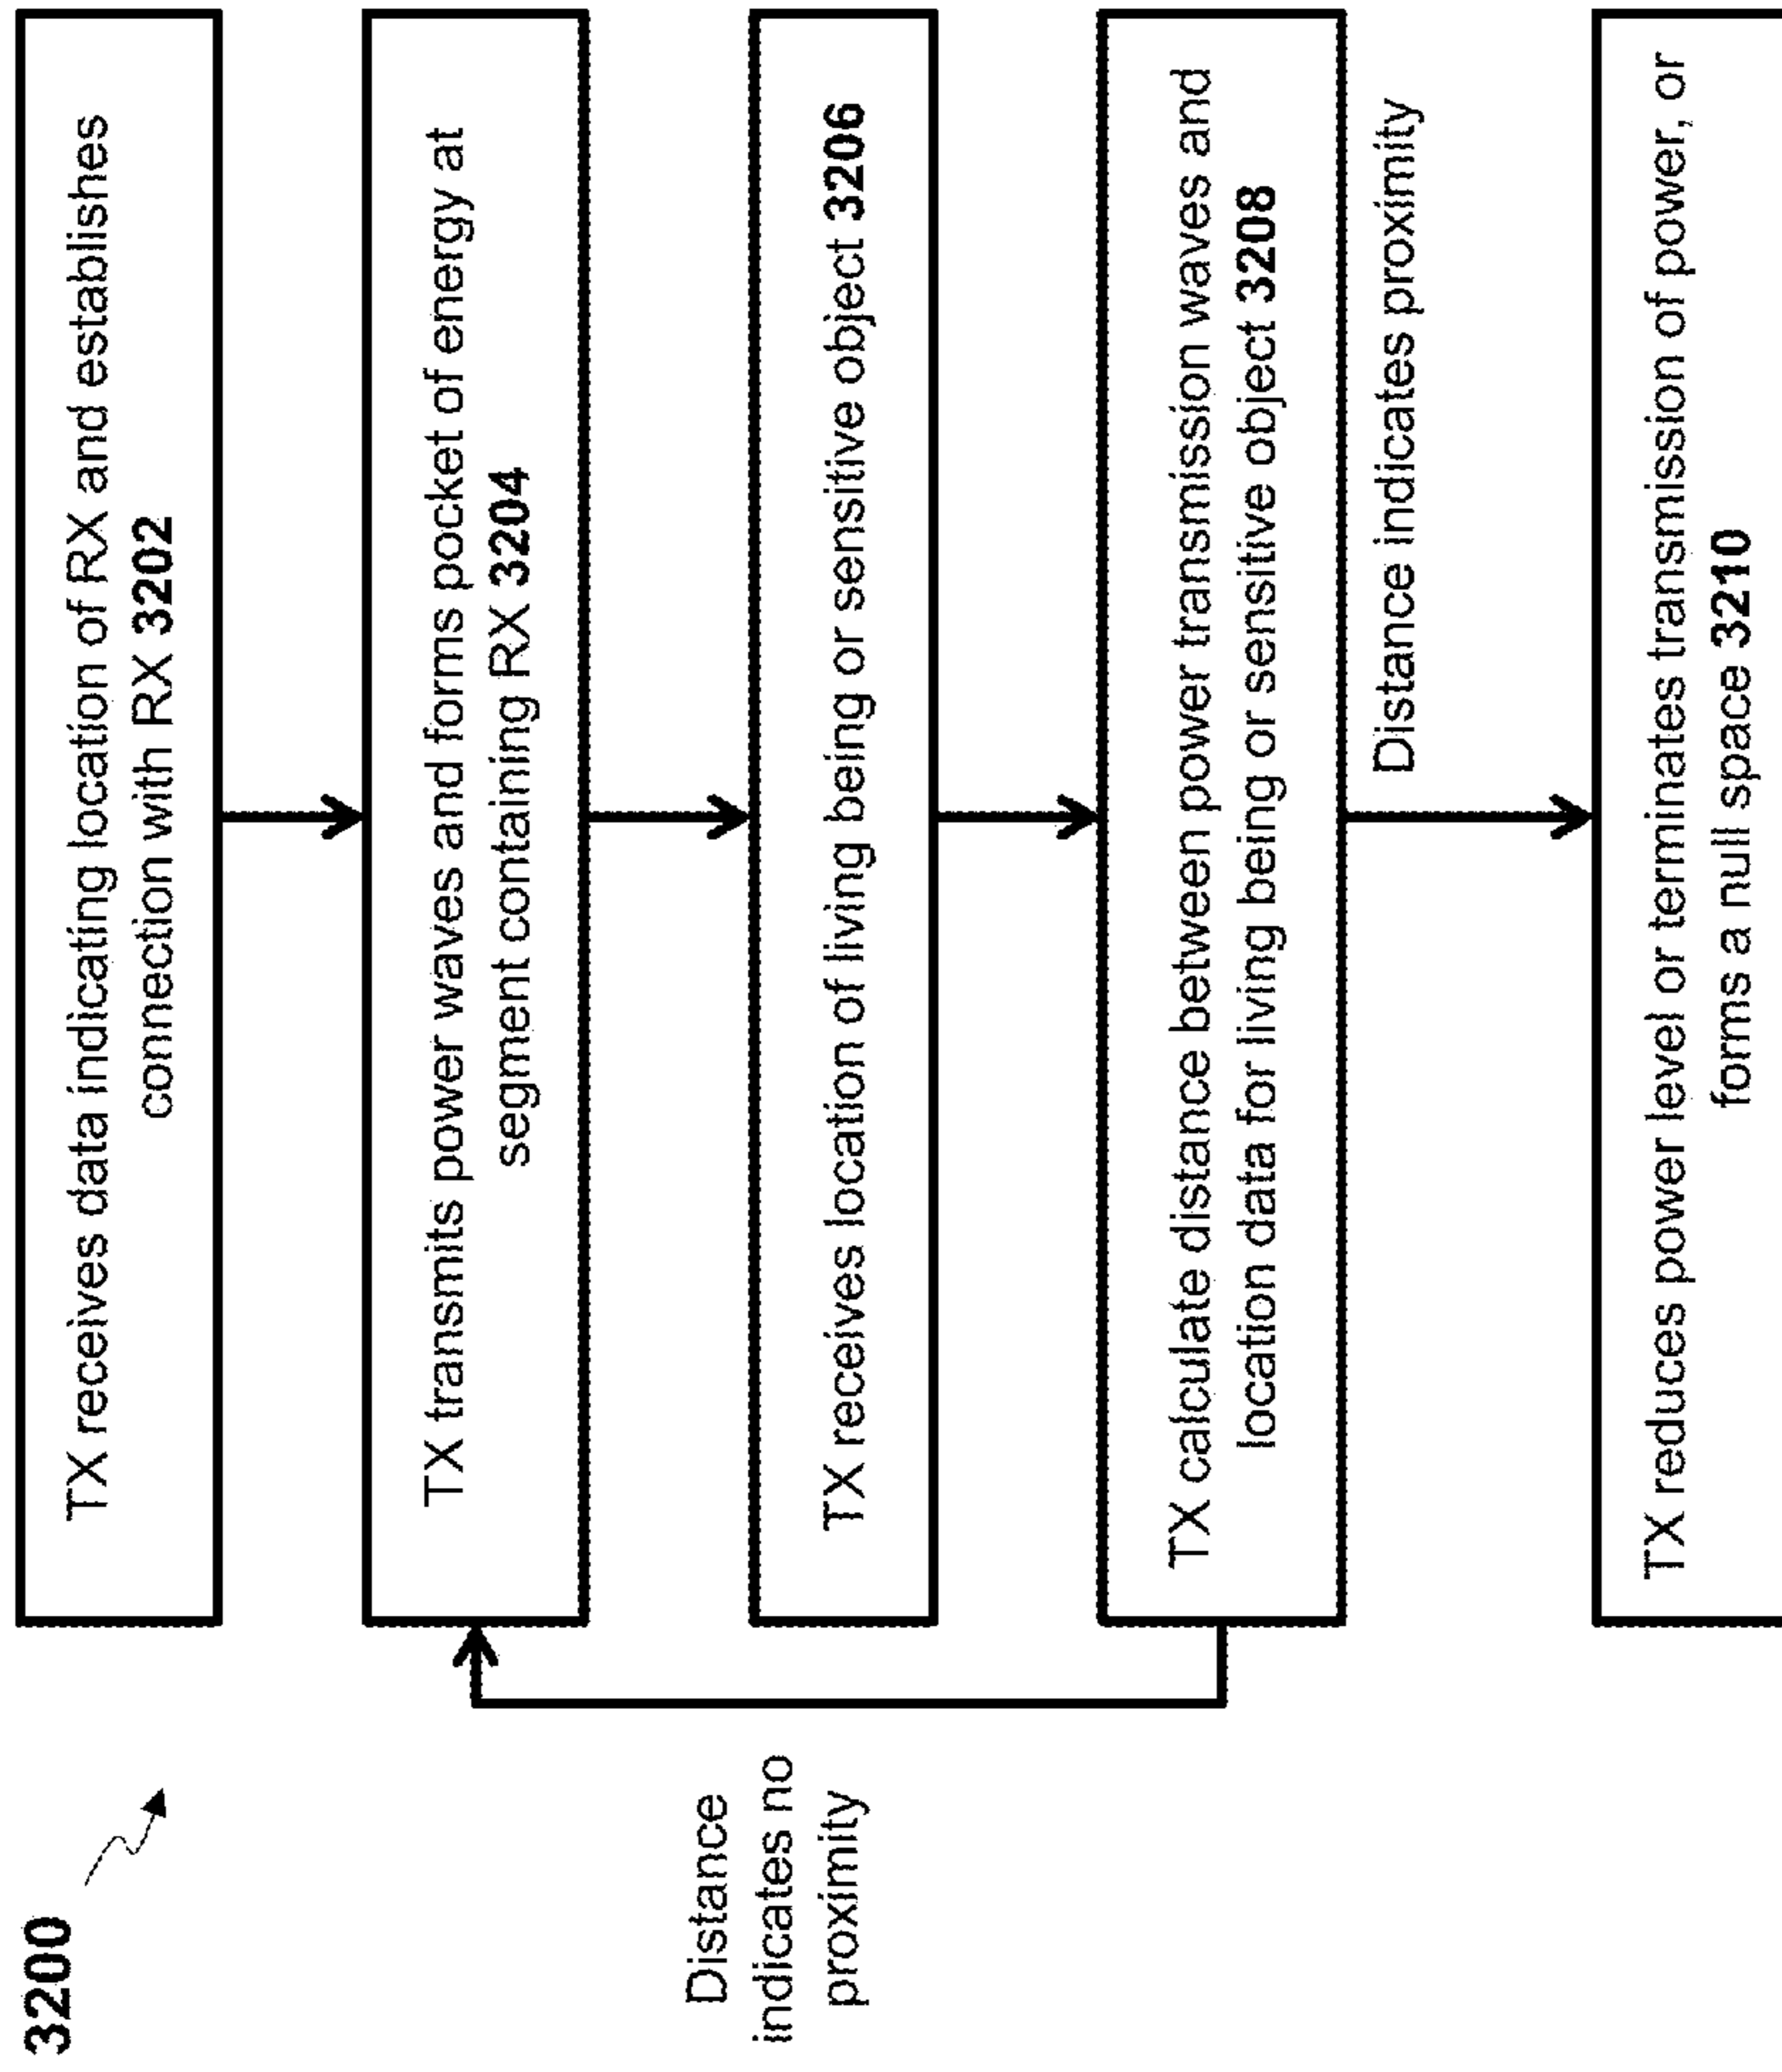 3200
TX receives data indicating location of RX and establishes
connection with RX 3202
TX transmits power waves and forms pocket of energy at
segment containing RX 3204
TX receives location of living being or sensitive object 3206
Distance
indicates no
proximity
TX calculate distance between power transmission waves and
location data for living being or sensitive object 3208
Distance indicates proximity
TX reduces power level or terminates transmission of power, or
forms a null space 3210